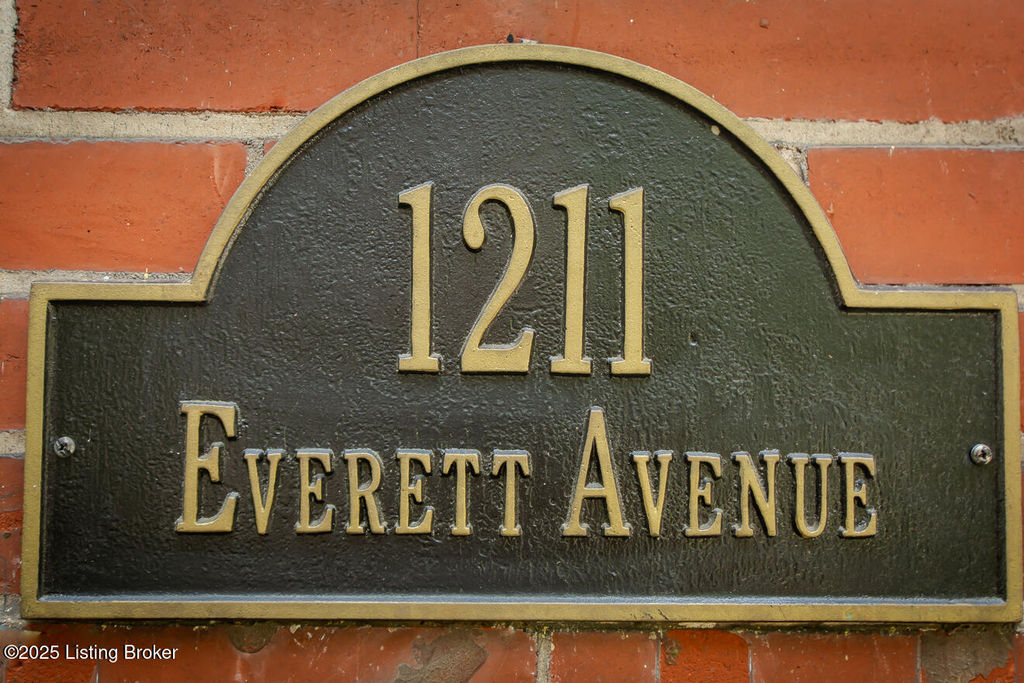 1211
EVERETT AVENUE
©2025 Listing Broker